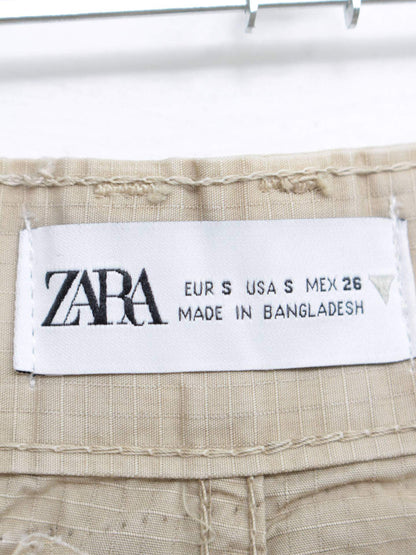 ZARA
EUR S USA S MEX 26
MADE IN BANGLADESH